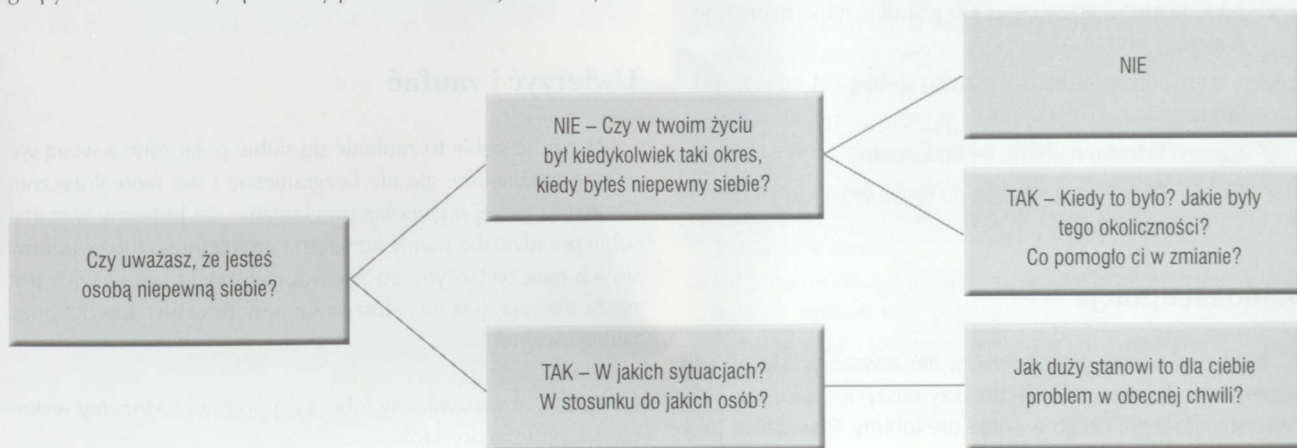 Czy uważasz, że jesteś
osobą niepewną siebie?
NIE – Czy w twoim życiu
był kiedykolwiek taki okres,
kiedy byłeś niepewny siebie?
NIE
TAK – Kiedy to było? Jakie były
tego okoliczności?
Co pomogło ci w zmianie?
TAK – W jakich sytuacjach?
W stosunku do jakich osób?
Jak duży stanowi to dla ciebie
problem w obecnej chwili?